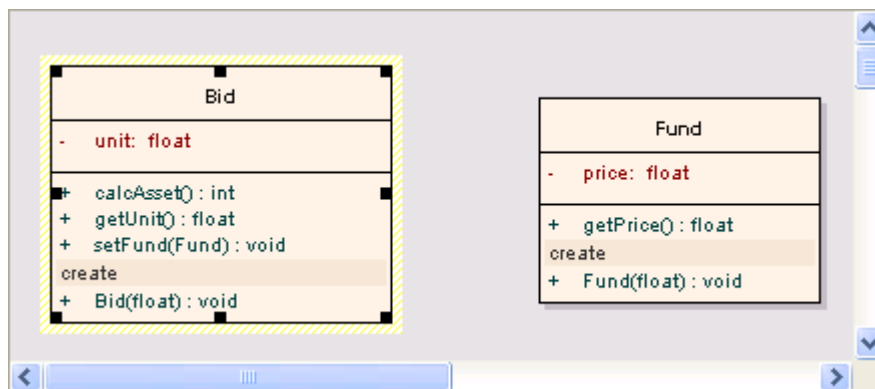 Bid
- unit: float
+ calcAsset() : int
+ getUnit() : float
+ setFund(Fund) : void
create
+ Bid(float) : void
Fund
- price: float
+ getPrice() : float
create
+ Fund(float) : void